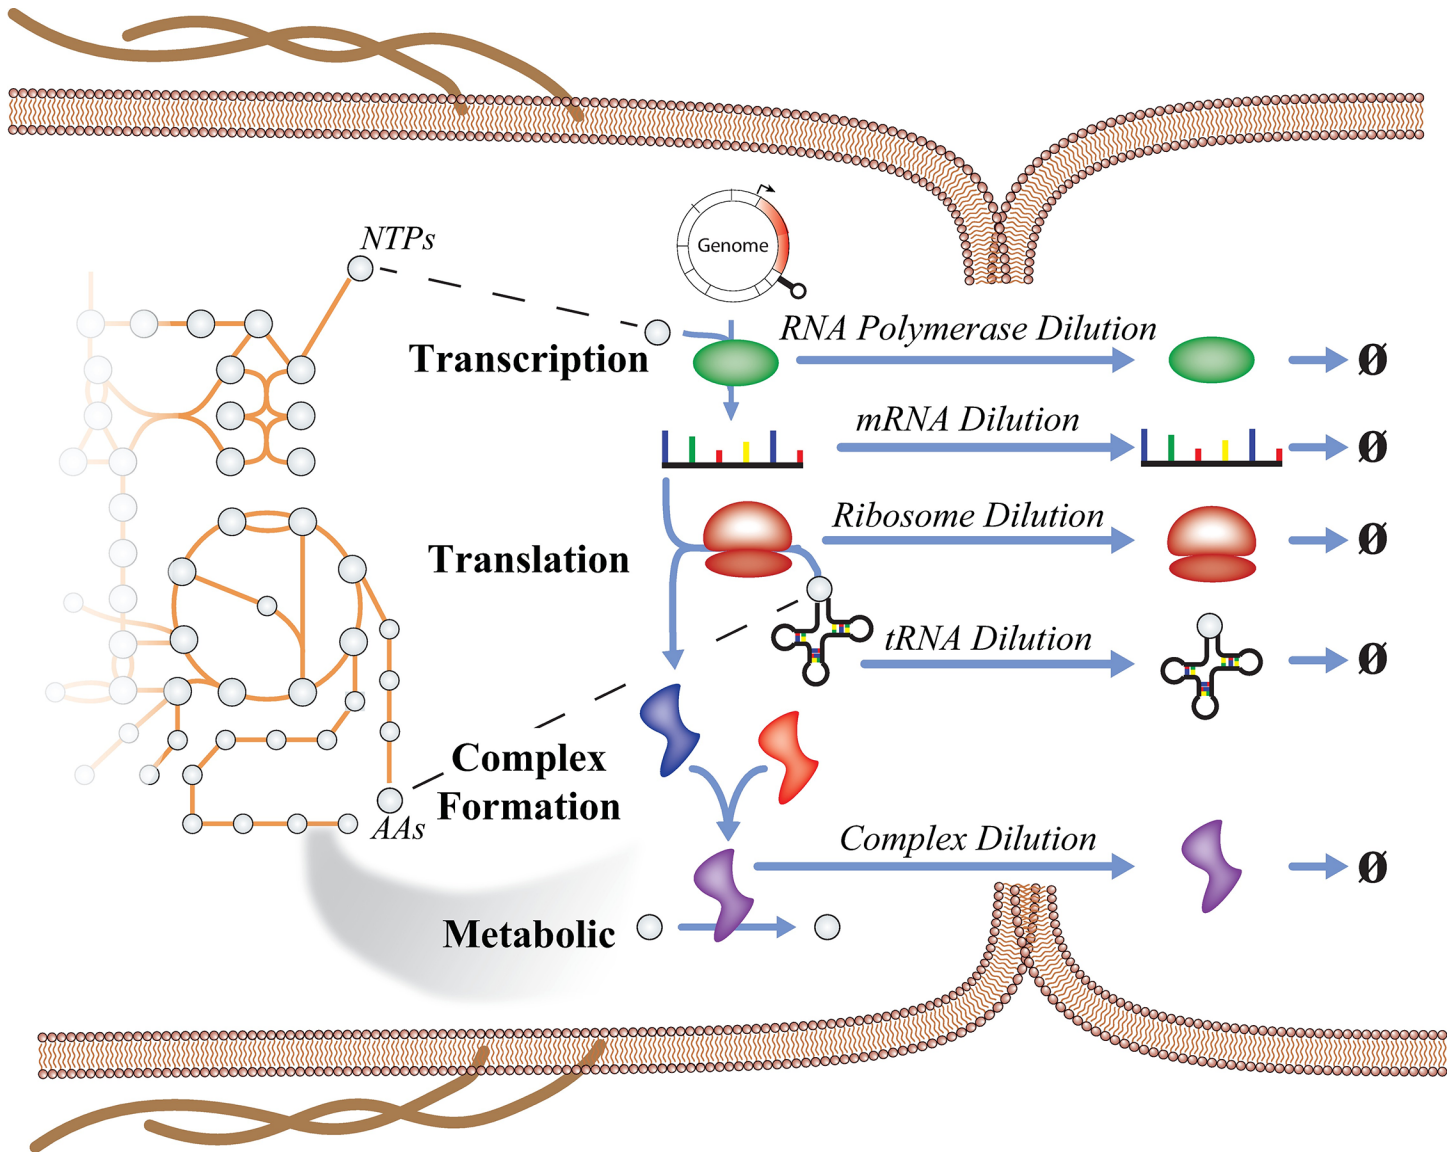 NTPs
Genome
RNA Polymerase Dilution
Transcription
Ø
mRNA Dilution
Ø
Ribosome Dilution
Ø
Translation
tRNA Dilution
Ø
Complex
Formation
AAs
Complex Dilution
Ø
Metabolic